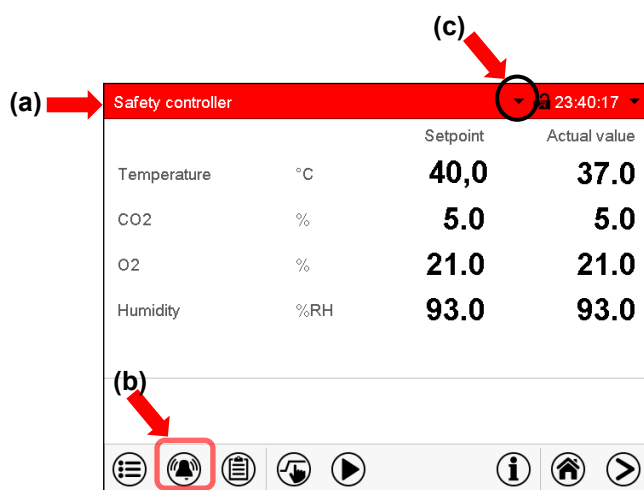 (c)
(a)
Safety controller 23:40:17
Setpoint Actual value
Temperature °C 40,0 37.0
CO2 % 5.0 5.0
O2 % 21.0 21.0
Humidity %RH 93.0 93.0
(b)
i